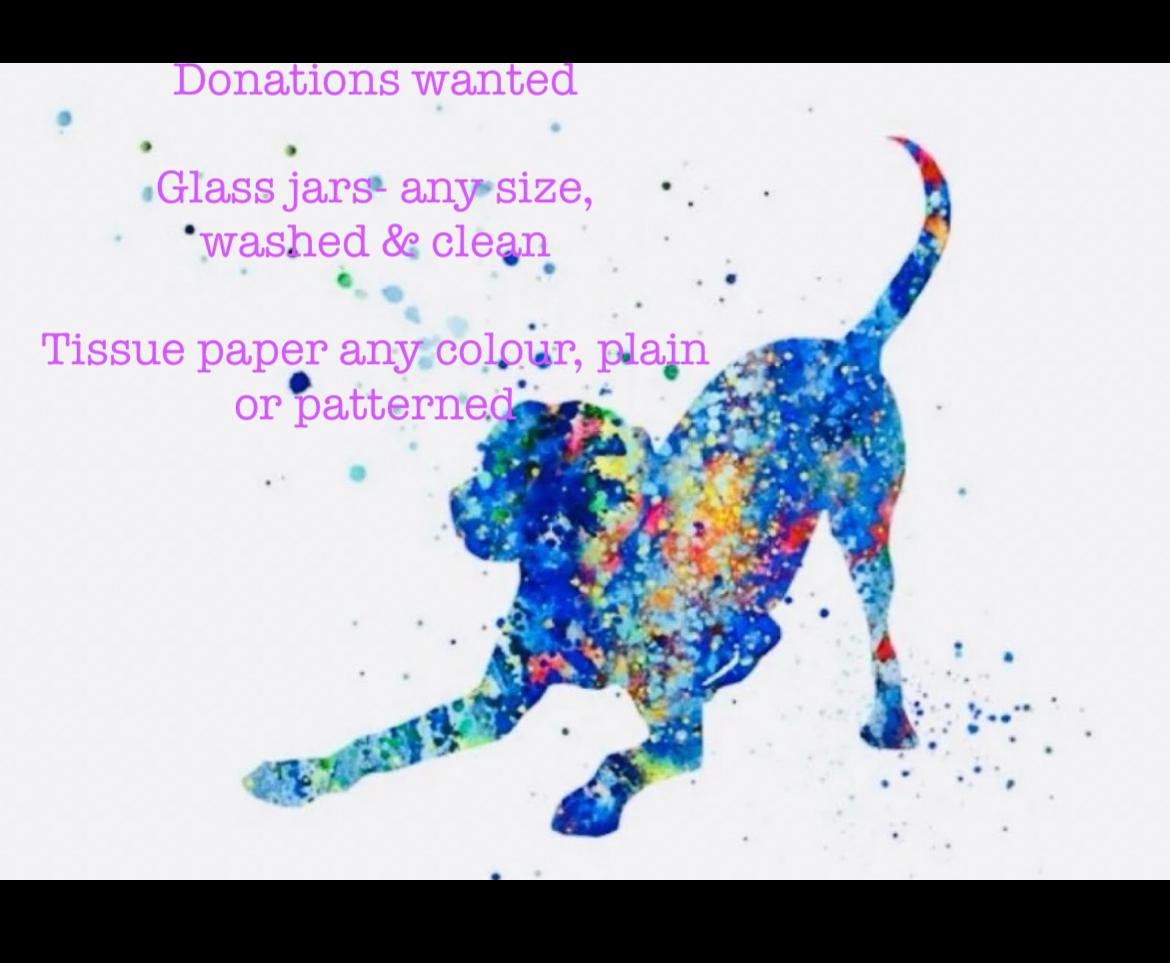 Donations wanted
Glass jars- any size,
washed & clean
Tissue paper any colour, plain
or patterned